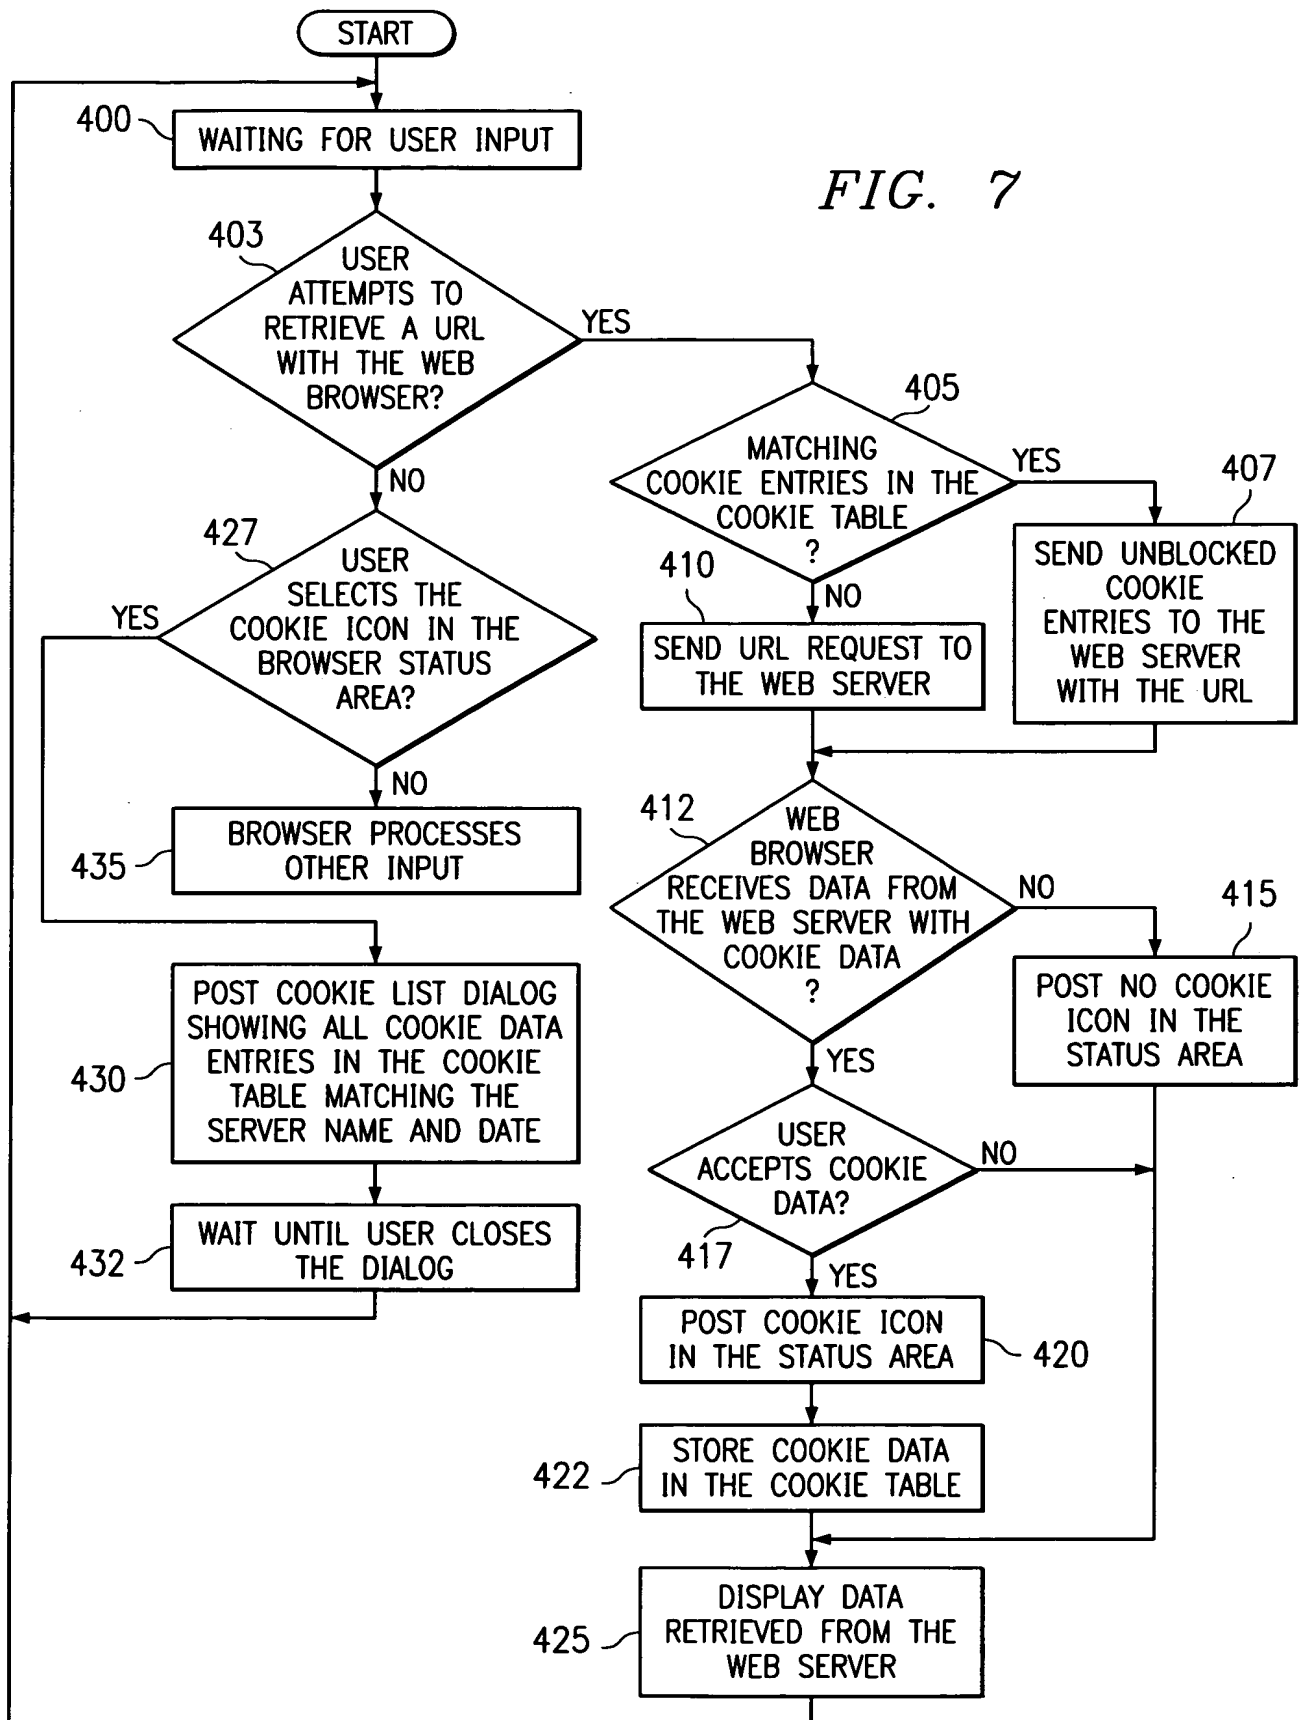 START
400
WAITING FOR USER INPUT
FIG. 7
403
USER
ATTEMPTS TO
RETRIEVE A URL
WITH THE WEB
BROWSER?
YES
NO
405
MATCHING
COOKIE ENTRIES IN THE
COOKIE TABLE
?
YES
NO
407
SEND UNBLOCKED
COOKIE
ENTRIES TO THE
WEB SERVER
WITH THE URL
410
SEND URL REQUEST TO
THE WEB SERVER
427
USER
SELECTS THE
COOKIE ICON IN THE
BROWSER STATUS
AREA?
YES
NO
435
BROWSER PROCESSES
OTHER INPUT
430
POST COOKIE LIST DIALOG
SHOWING ALL COOKIE DATA
ENTRIES IN THE COOKIE
TABLE MATCHING THE
SERVER NAME AND DATE
432
WAIT UNTIL USER CLOSES
THE DIALOG
412
WEB
BROWSER
RECEIVES DATA FROM
THE WEB SERVER WITH
COOKIE DATA
?
NO
YES
415
POST NO COOKIE
ICON IN THE
STATUS AREA
417
USER
ACCEPTS COOKIE
DATA?
NO
YES
POST COOKIE ICON
IN THE STATUS AREA
420
422
STORE COOKIE DATA
IN THE COOKIE TABLE
425
DISPLAY DATA
RETRIEVED FROM THE
WEB SERVER